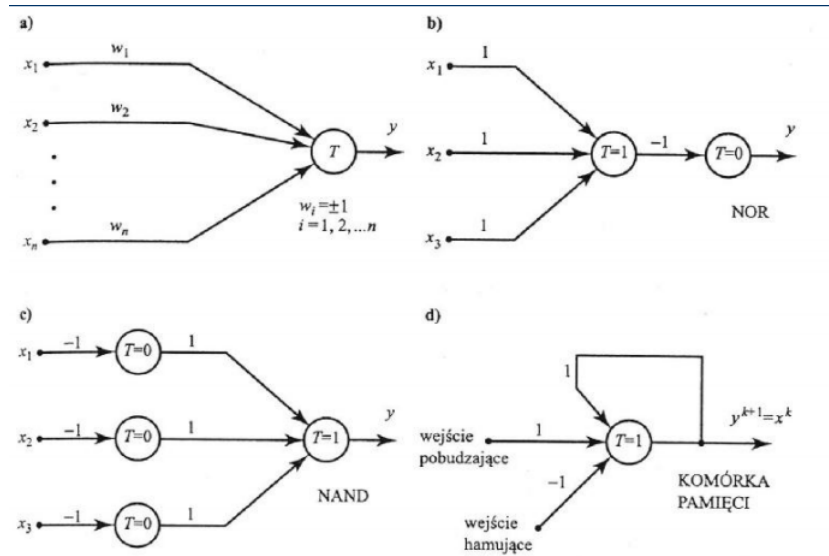 a)
x₁
w₁
x₂
w₂
xₙ
wₙ
T
y
wᵢ=±1
i=1, 2,...n
b)
x₁
1
x₂
1
x₃
1
T=1
-1
T=0
y
NOR
c)
x₁
-1
T=0
1
x₂
-1
T=0
1
x₃
-1
T=0
1
T=1
y
NAND
d)
1
wejście
pobudzające
1
T=1
yᵏ⁺¹=xᵏ
-1
wejście
hamujące
KOMÓRKA
PAMIĘCI